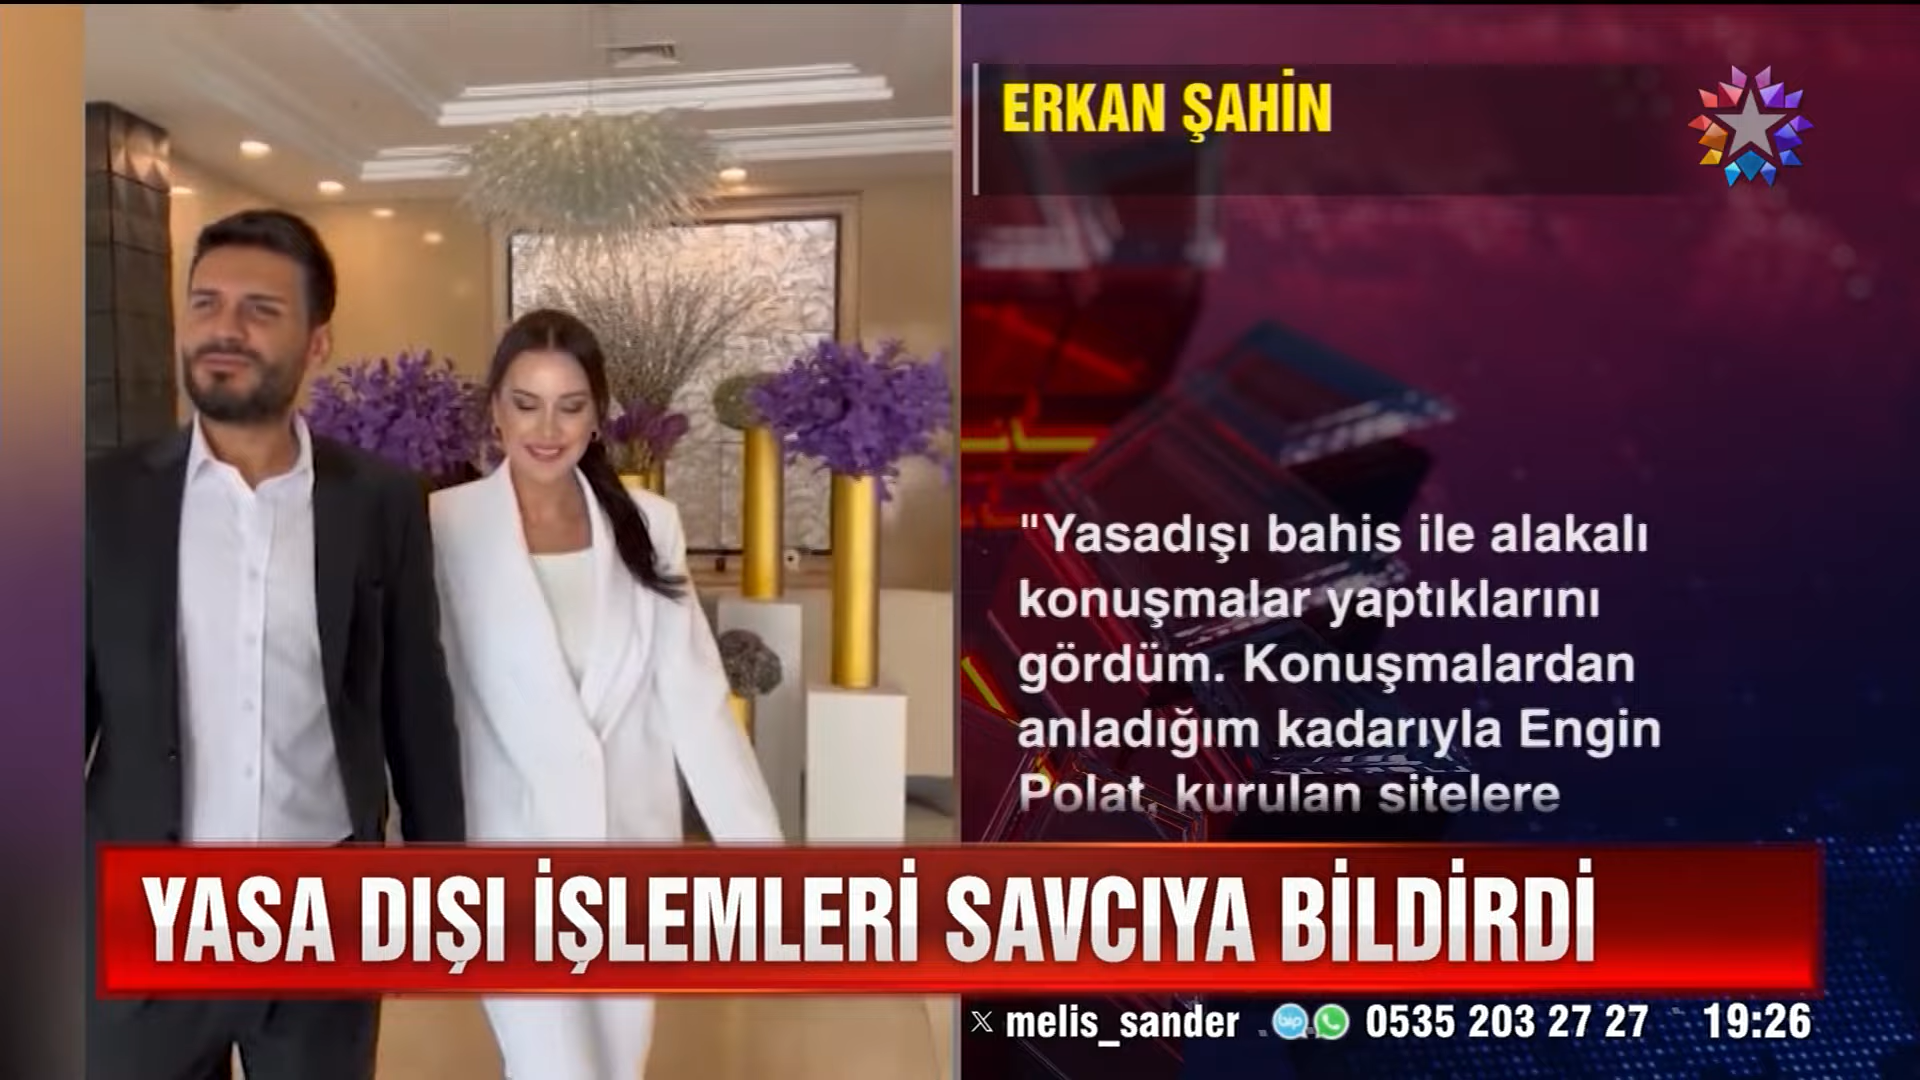 ERKAN ŞAHİN
"Yasadışı bahis ile alakalı
konuşmalar yaptıklarını
gördüm. Konuşmalardan
anladığım kadarıyla Engin
Polat, kurulan sitelere
YASA DIŞI İŞLEMLERİ SAVCIYA BİLDİRDİ
X melis_sander bip 0535 203 27 27 19:26